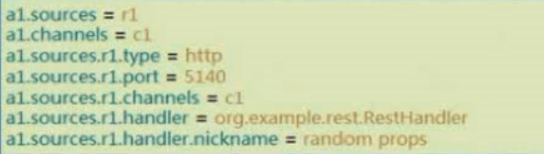 a1.sources = r1
a1.channels = c1
a1.sources.r1.type = http
a1.sources.r1.port = 5140
a1.sources.r1.channels = c1
a1.sources.r1.handler = org.example.rest.RestHandler
a1.sources.r1.handler.nickname = random props